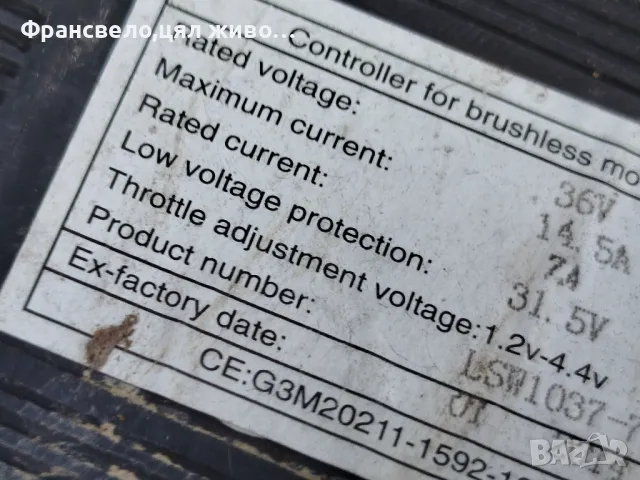 Франсвело,цял живо...
Controller for brushless mo
Rated voltage: 36V
Maximum current: 14.5A
Rated current: 7A
Low voltage protection: 31.5V
Throttle adjustment voltage:1.2v-4.4v
Product number: LSW1037-
Ex-factory date:
CE:G3M20211-1592-1
BAZAR